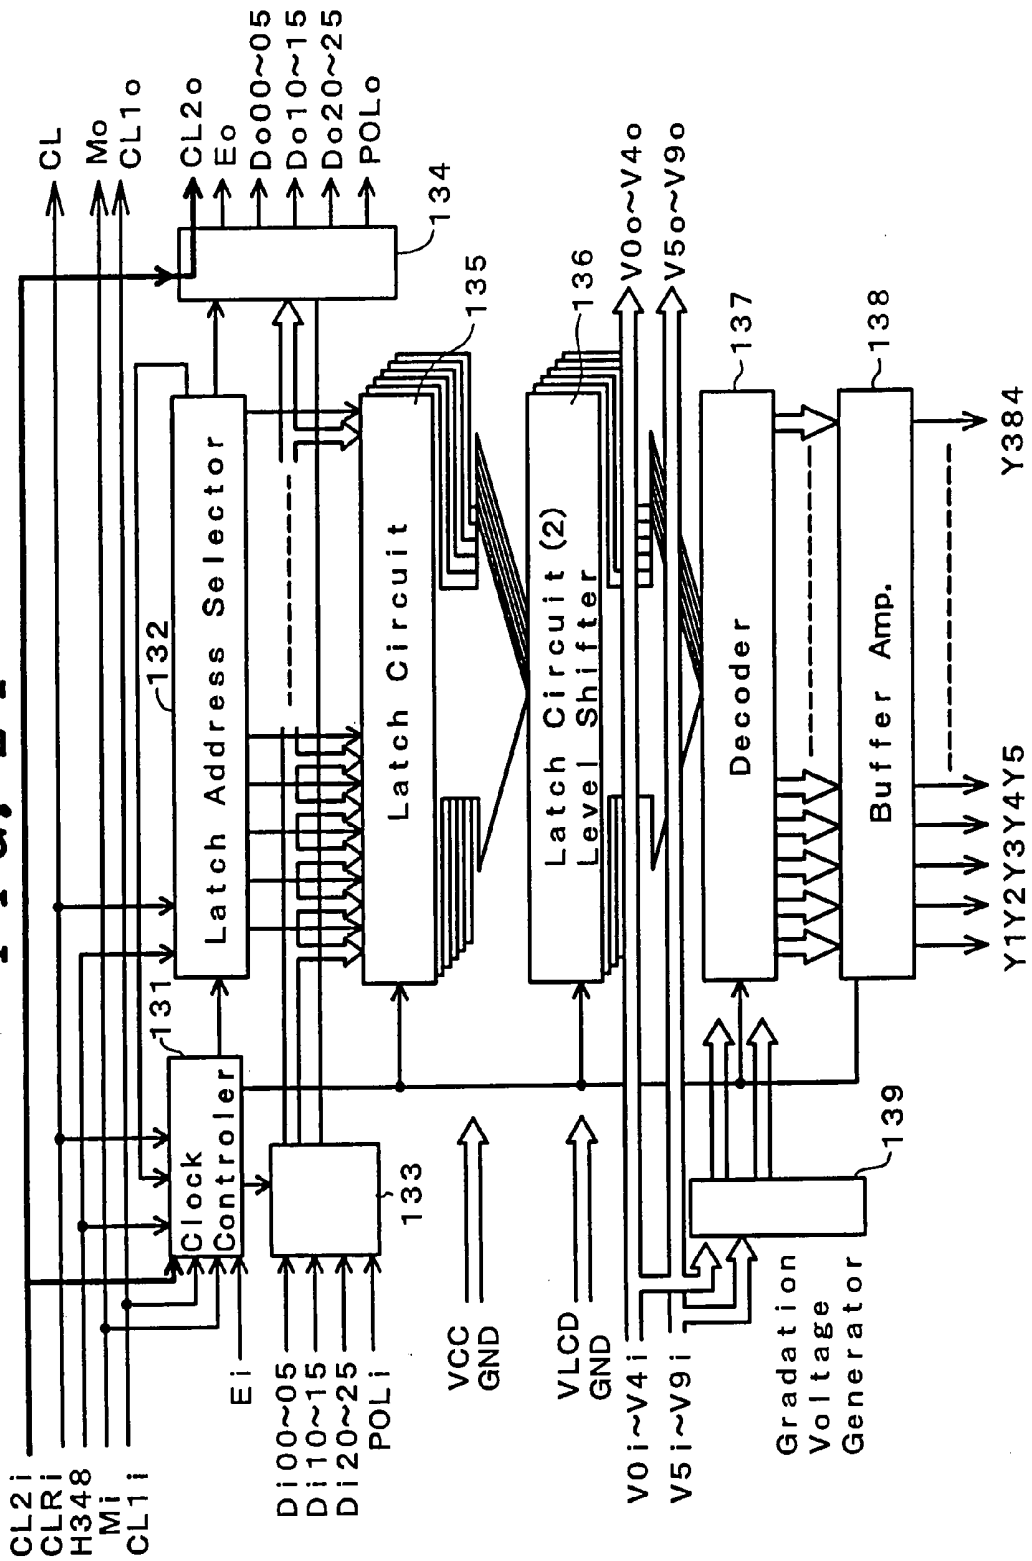 CL2i
CLRi
H348
Mi
CL1i
CL
Mo
CL1o
CL2o
Eo
Do00~05
Do10~15
Do20~25
POLo
131
132
Clock
Controler
Latch Address Selector
134
Ei
Di00~05
Di10~15
Di20~25
POLi
133
Latch Circuit
135
VCC
GND
Latch Circuit (2)
Level Shifter
136
VLCD
GND
V0i~V4i
V0o~V4o
V5i~V9i
V5o~V9o
Decoder
137
Gradation
Voltage
Generator
139
Buffer Amp.
138
Y1Y2Y3Y4Y5
Y384